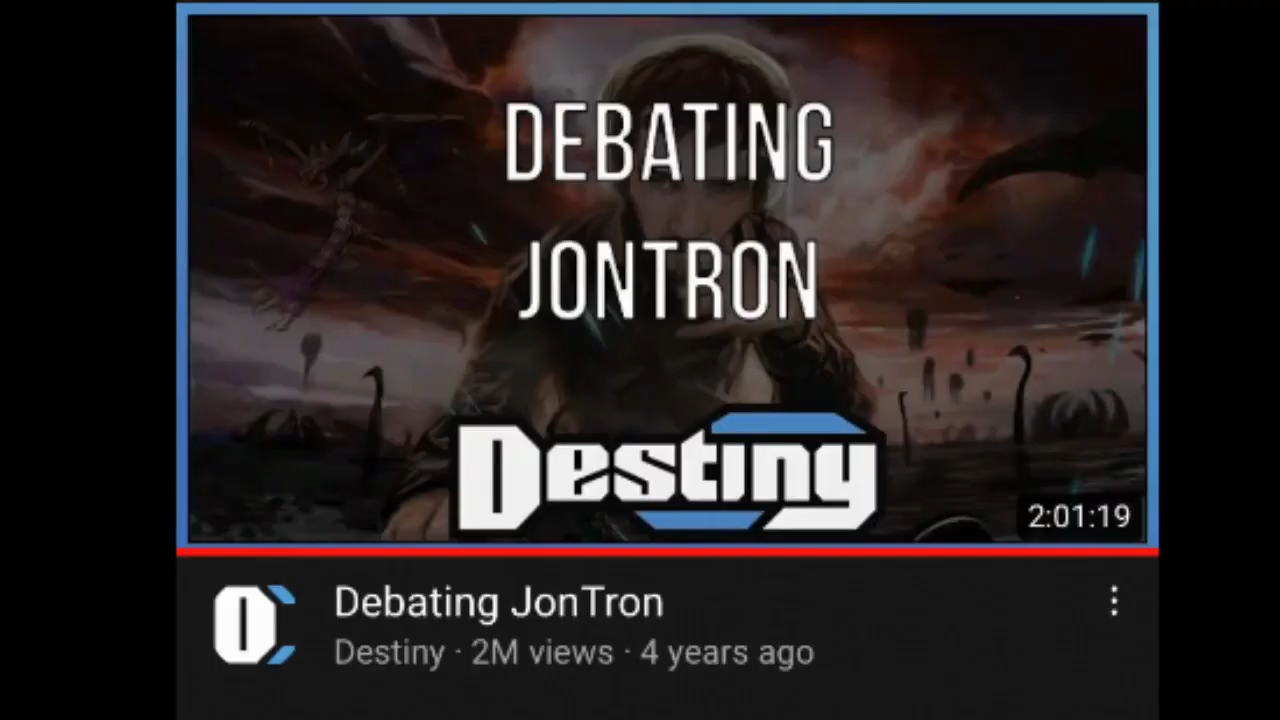 DEBATING
JONTRON
Destiny
2:01:19
Debating JonTron
Destiny · 2M views · 4 years ago